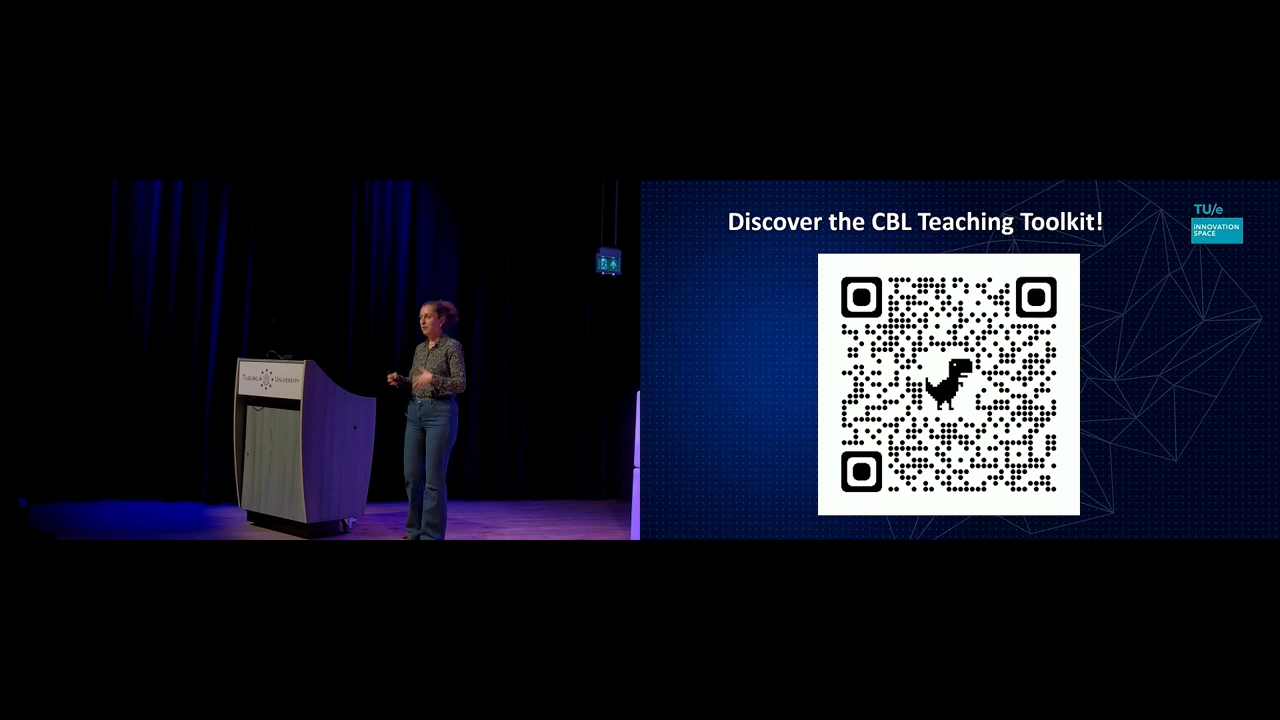 TILBURG UNIVERSITY
Discover the CBL Teaching Toolkit!
TU/e
INNOVATION
SPACE